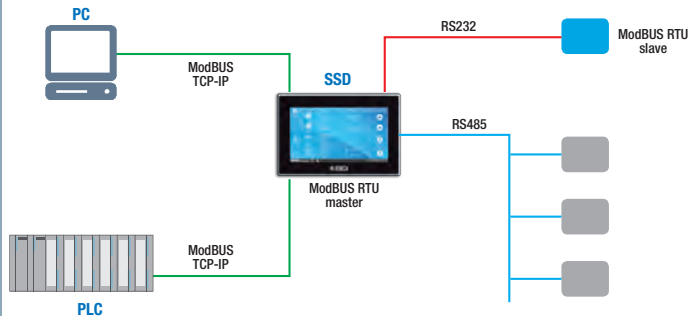 PC
RS232
ModBUS RTU
slave
ModBUS
TCP-IP
SSD
RS485
ModBUS RTU
master
ModBUS
TCP-IP
PLC